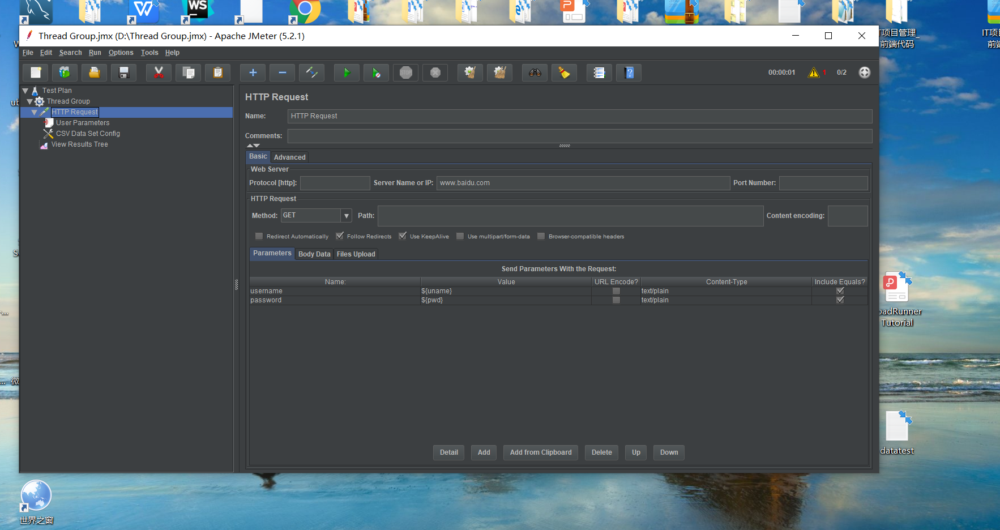 WS
Thread Group.jmx (D:\Thread Group.jmx) - Apache JMeter (5.2.1)
File Edit Search Run Options Tools Help
STOP
00:00:01 1 0/2
Test Plan
Thread Group
HTTP Request
User Parameters
CSV Data Set Config
View Results Tree
HTTP Request
Name: HTTP Request
Comments:
Basic Advanced
Web Server
Protocol [http]: Server Name or IP: www.baidu.com Port Number:
HTTP Request
Method: GET Path: Content encoding:
Redirect Automatically Follow Redirects Use KeepAlive Use multipart/form-data Browser-compatible headers
Parameters Body Data Files Upload
Send Parameters With the Request:
Name: Value URL Encode? Content-Type Include Equals?
username ${uname} text/plain
password ${pwd} text/plain
Detail Add Add from Clipboard Delete Up Down
IT项目管理_
前端代码
IT项
前端
oadRunner
Tutorial
datatest
ub
微
世界之窗